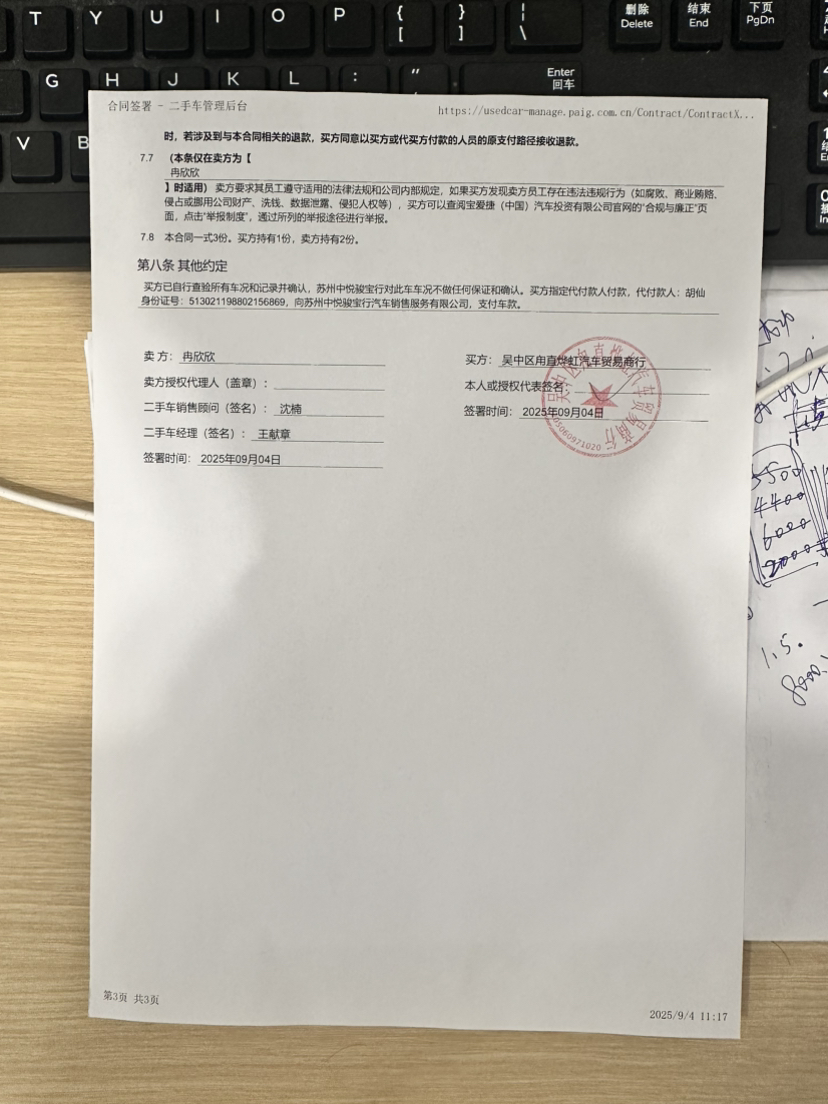 T Y U I O P { [ } ] ¦ \ 删除 Delete 结束 End 下页 PgDn
G H J K L : " Enter 回车
V B
合同签署 - 二手车管理后台
https://usedcar-manage.paig.com.cn/Contract/ContractX...
时，若涉及到与本合同相关的退款，买方同意以买方或代买方付款的人员的原支付路径接收退款。
7.7 （本条仅在卖方为【
冉欣欣
】时适用）卖方要求其员工遵守适用的法律法规和公司内部规定，如果买方发现卖方员工存在违法违规行为（如腐败，商业贿赂、
侵占或挪用公司财产、洗钱、数据泄露、侵犯人权等），买方可以查阅宝爱捷（中国）汽车投资有限公司官网的“合规与廉正”页
面，点击“举报制度”，通过所列的举报途径进行举报。
7.8 本合同一式3份。买方持有1份，卖方持有2份。
第八条 其他约定
买方已自行查验所有车况和记录并确认，苏州中悦骏宝行对此车车况不做任何保证和确认。买方指定代付款人付款，代付款人：胡仙
身份证号：513021198802156869，向苏州中悦骏宝行汽车销售服务有限公司，支付车款。
卖 方： 冉欣欣
卖方授权代理人（盖章）：
二手车销售顾问（签名）： 沈楠
二手车经理（签名）： 王献章
签署时间： 2025年09月04日
买方： 吴中区甪直烨虹汽车贸易商行
本人或授权代表签名：
签署时间： 2025年09月04日
吴中区甪直烨虹汽车贸易商行
5500
4400
6000
1.5.
第3页 共3页
2025/9/4 11:17